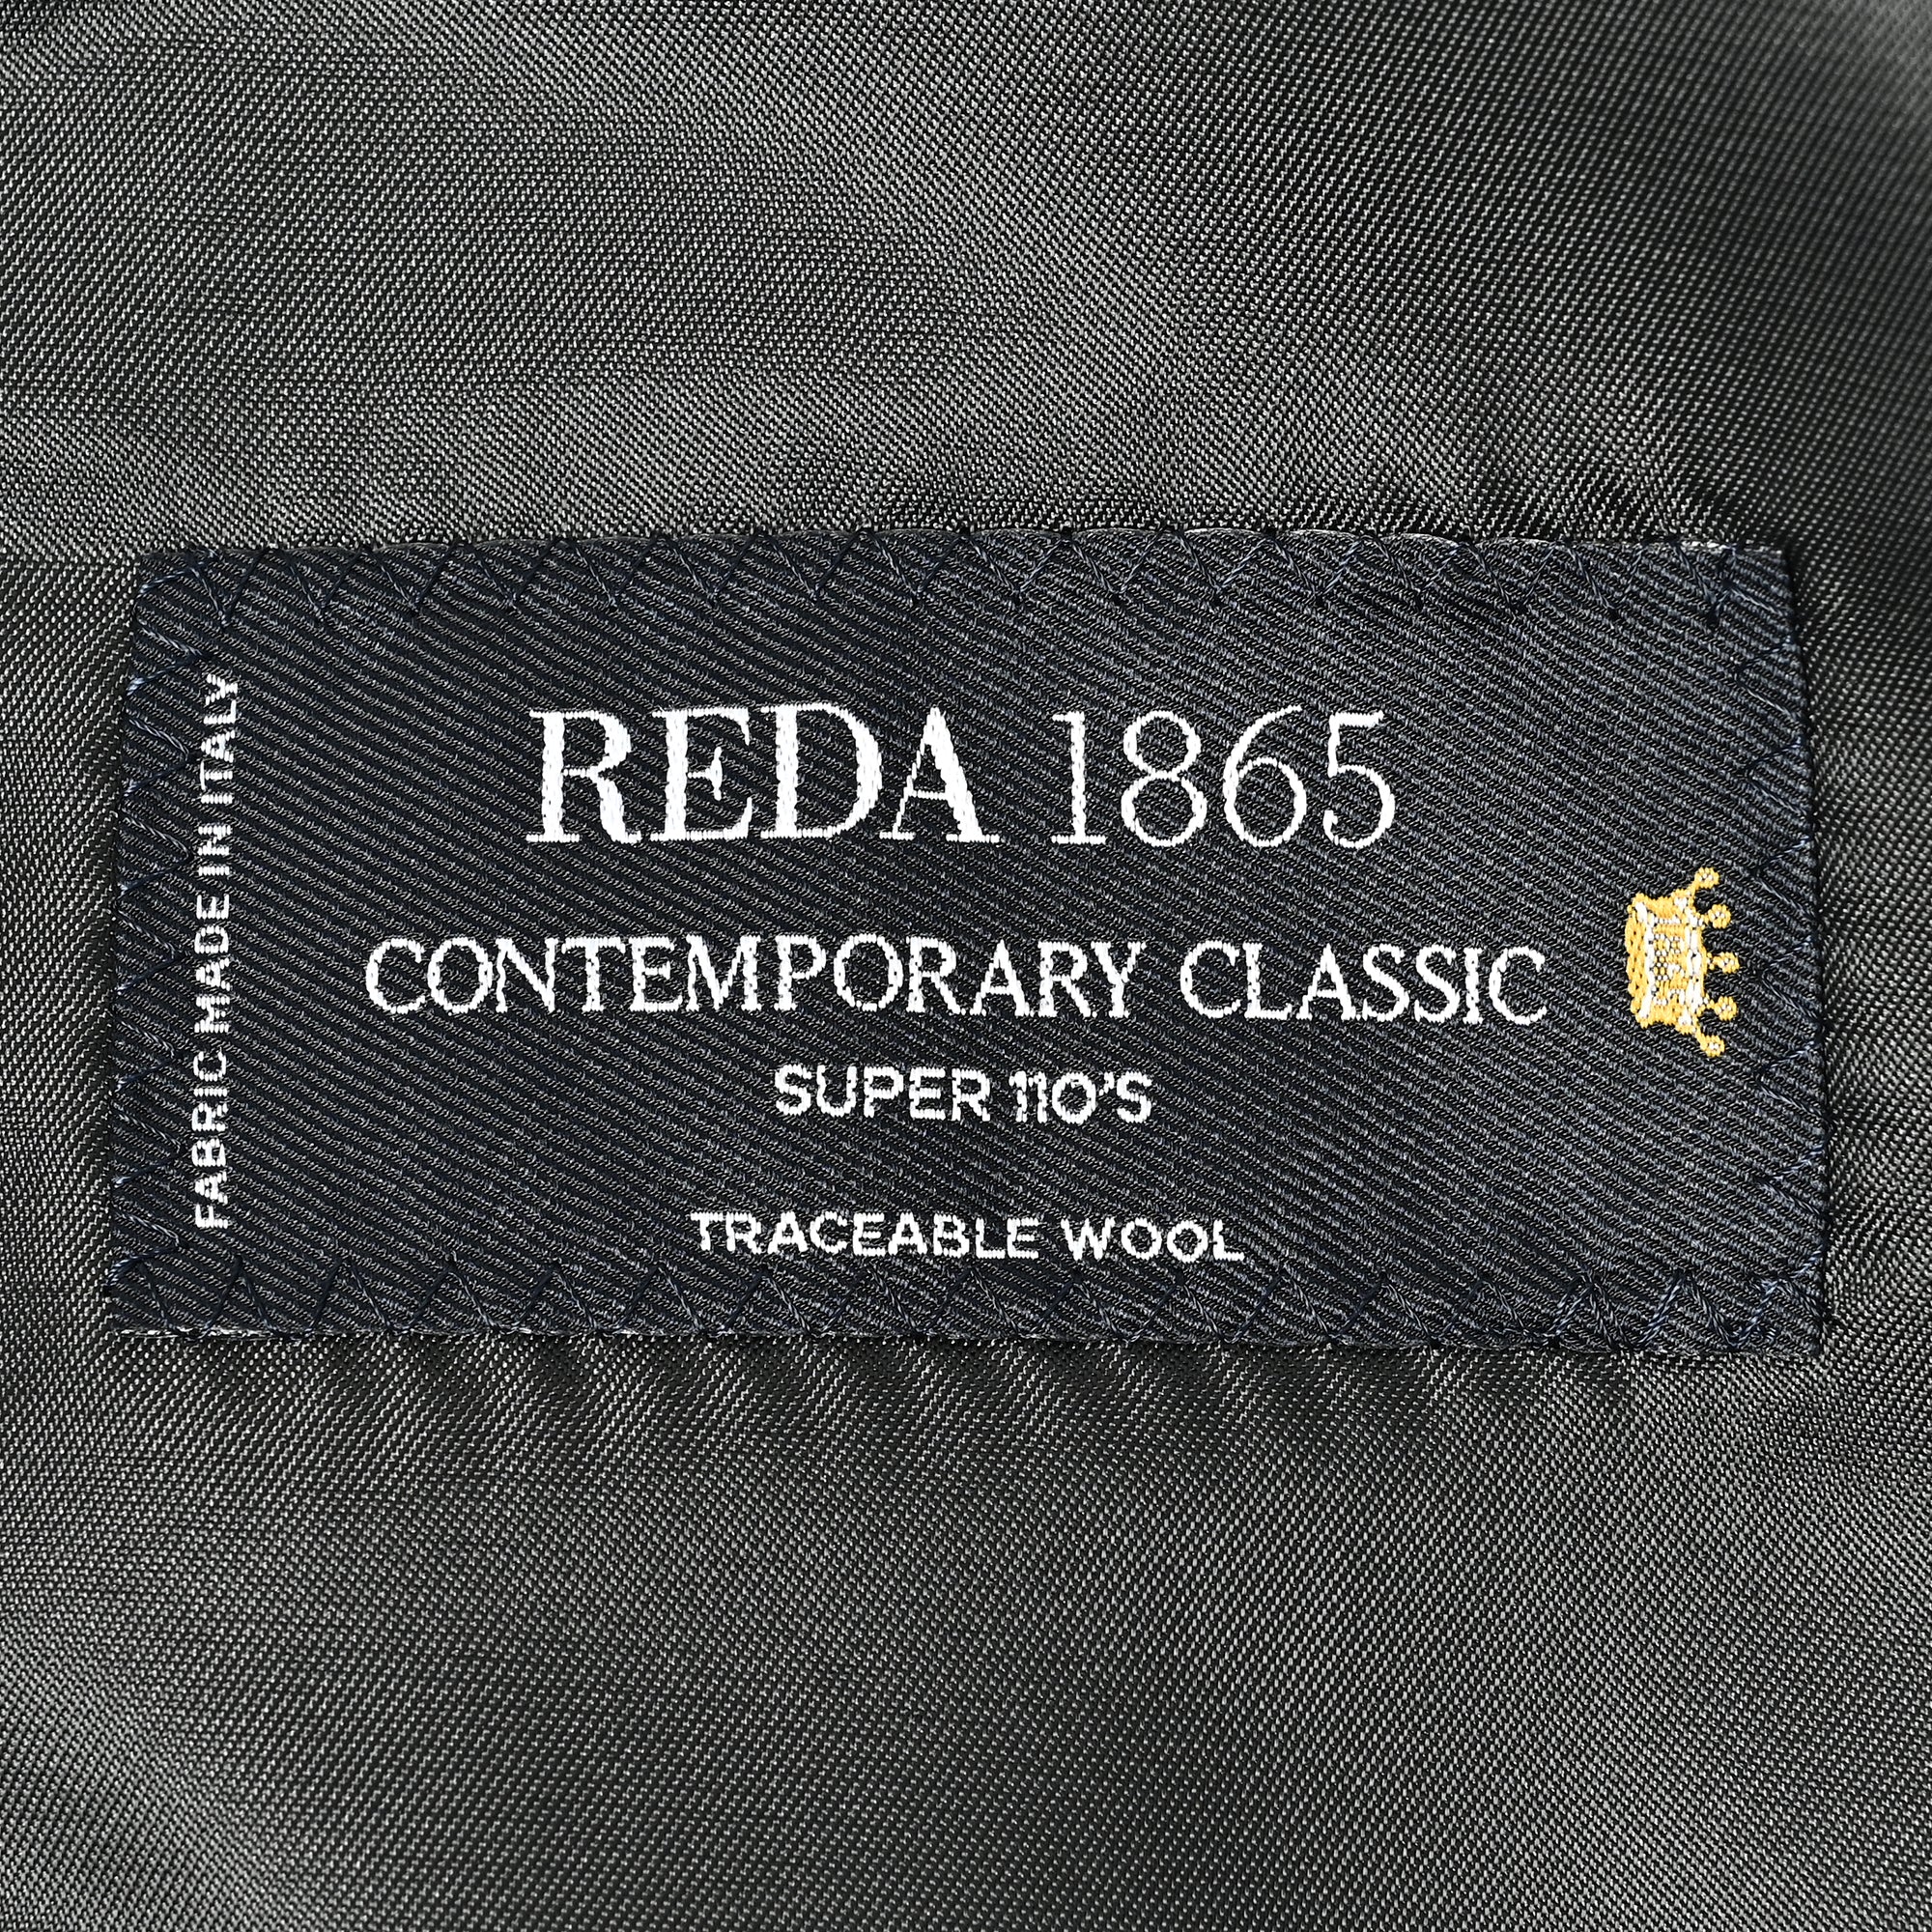 REDA 1865
CONTEMPORARY CLASSIC
SUPER 110'S
TRACEABLE WOOL
FABRIC MADE IN ITALY